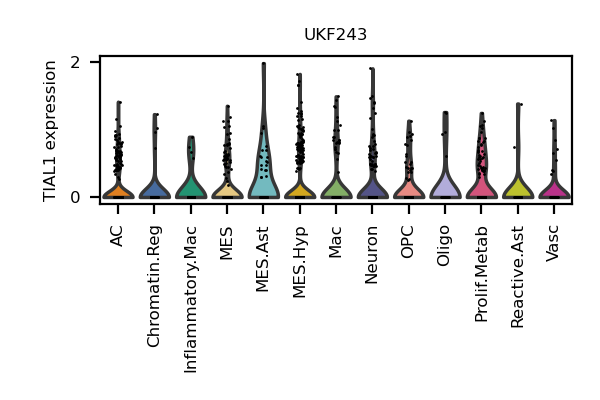 UKF243
TIAL1 expression
2
0
AC
Chromatin.Reg
Inflammatory.Mac
MES
MES.Ast
MES.Hyp
Mac
Neuron
OPC
Oligo
Prolif.Metab
Reactive.Ast
Vasc